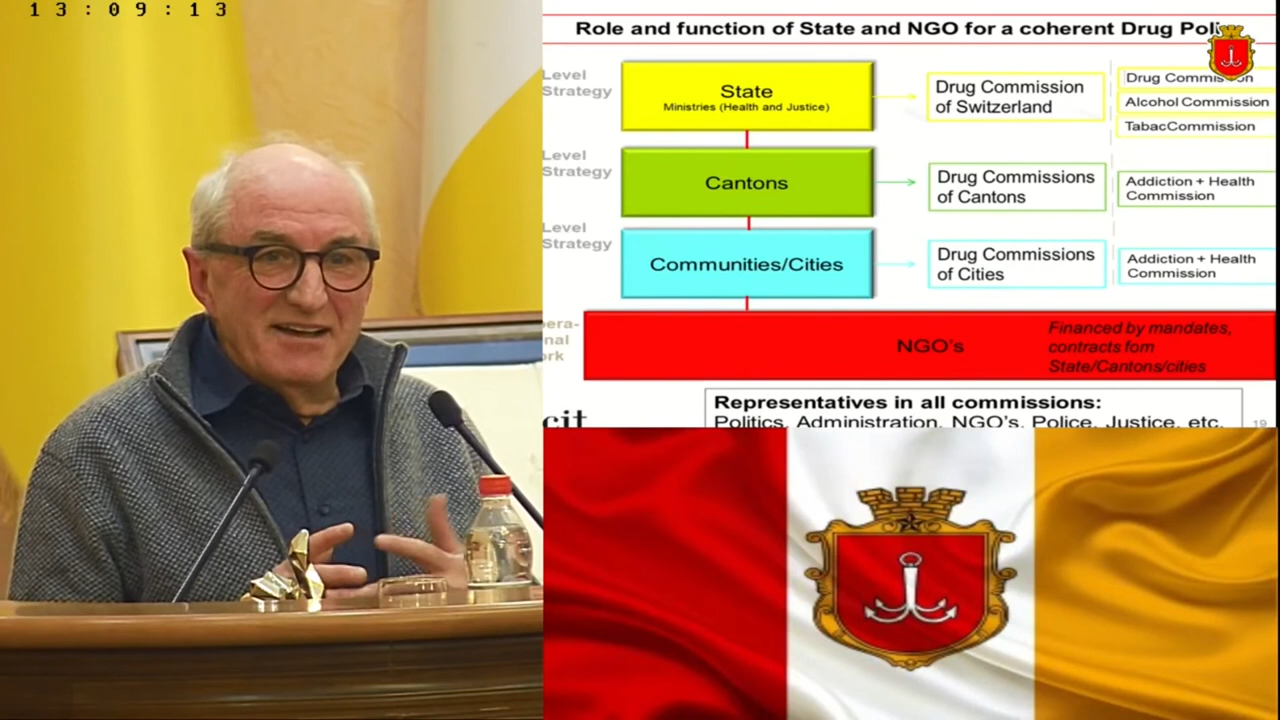 13:09:13
Role and function of State and NGO for a coherent Drug
Level
Strategy
State
Ministries (Health and Justice)
Drug Commission
of Switzerland
Drug
Alcohol Commission
TabacCommission
Level
Strategy
Cantons
Drug Commissions
of Cantons
Addiction + Health
Commission
Level
Strategy
Communities/Cities
Drug Commissions
of Cities
Addiction + Health
Commission
NGO's
Financed by mandates,
contracts fom
State/Cantons/cities
Representatives in all commissions:
Politics, Administration, NGO's, Police, Justice, etc.
19